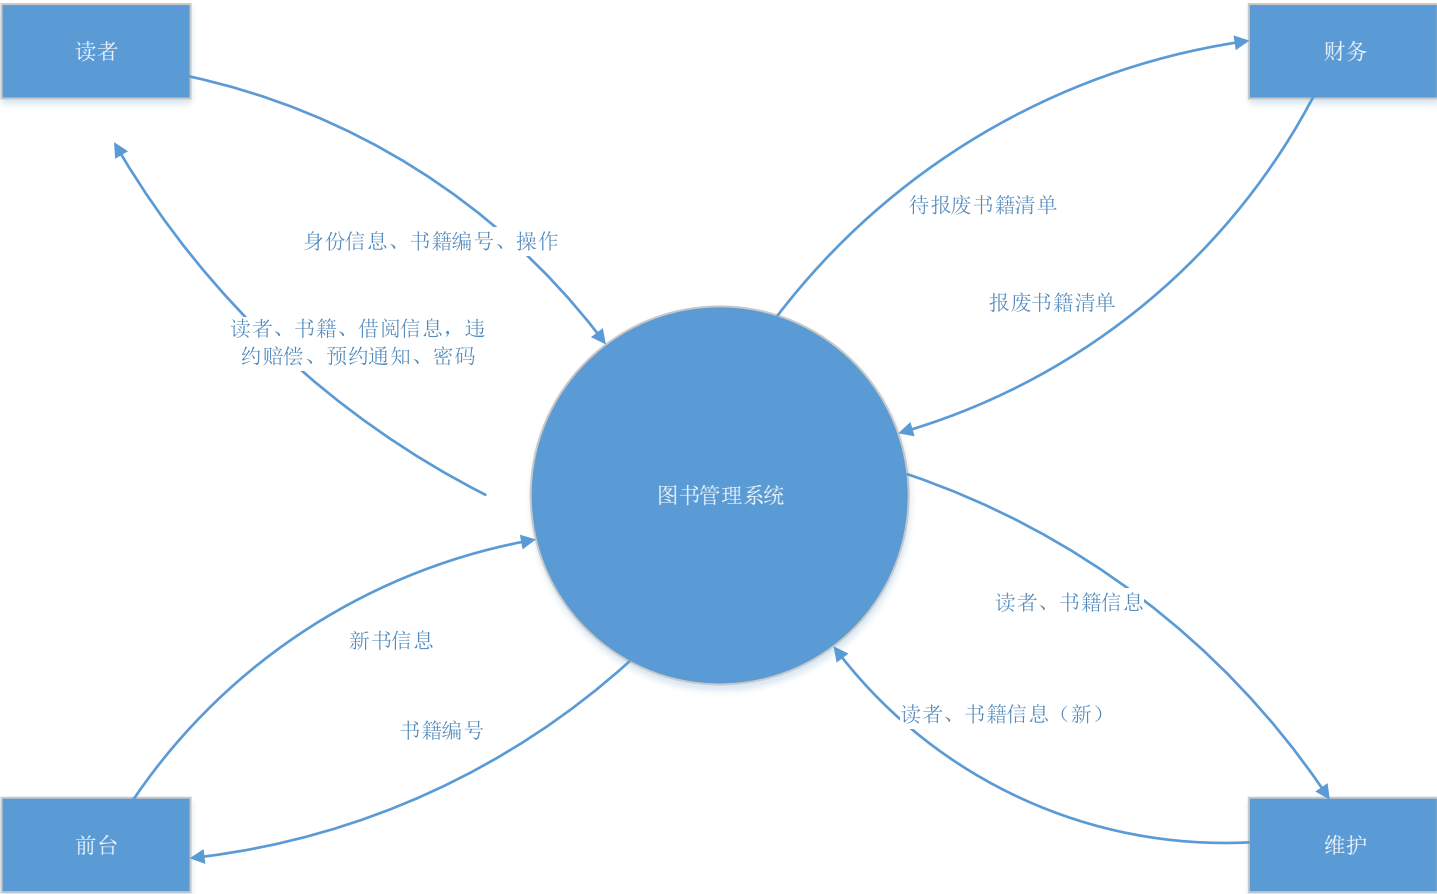 读者
财务
待报废书籍清单
身份信息、书籍编号、操作
报废书籍清单
读者、书籍、借阅信息，违
约赔偿、预约通知、密码
图书管理系统
读者、书籍信息
新书信息
读者、书籍信息（新）
书籍编号
前台
维护